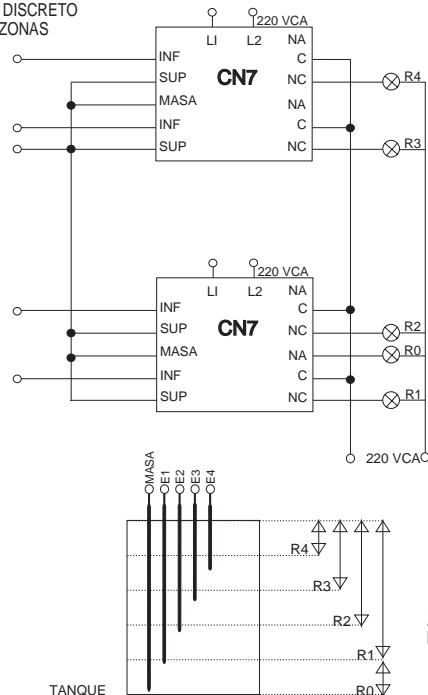 DISCRETO
ZONAS
220 VCA
LI L2 NA
INF C
SUP CN7 NC R4
MASA NA
INF C
SUP NC R3
220 VCA
LI L2 NA
INF C
SUP CN7 NC R2
MASA NA R0
INF C
SUP NC R1
220 VCA
MASA
E1
E2
E3
E4
R4
R3
R2
R1
R0
TANQUE